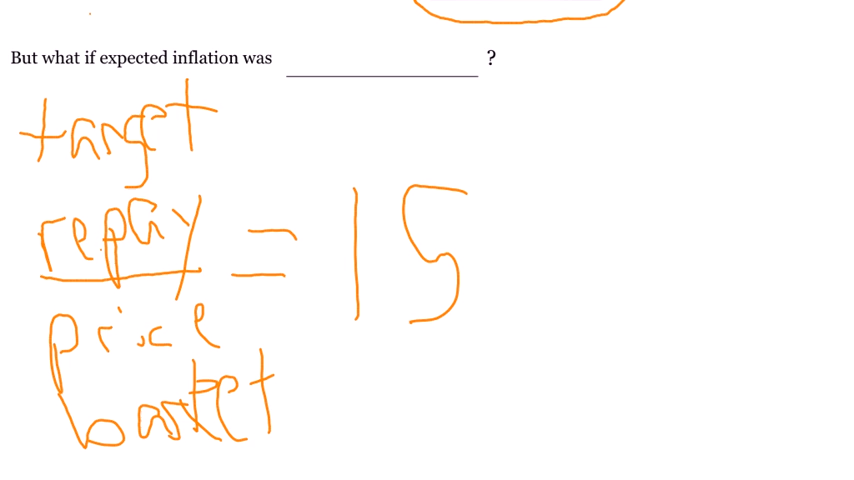 But what if expected inflation was ?
target
repay = 15
price
basket